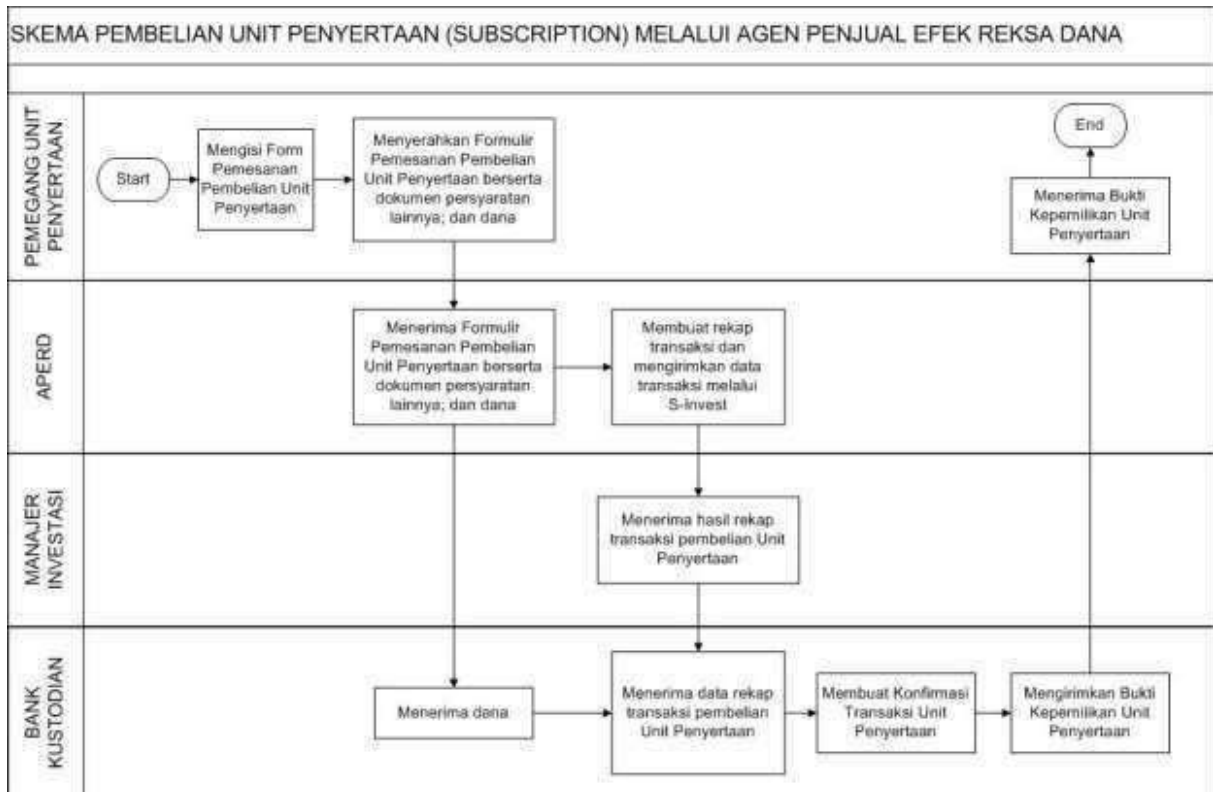 SKEMA PEMBELIAN UNIT PENYERTAAN (SUBSCRIPTION) MELALUI AGEN PENJUAL EFEK REKSA DANA
PEMEGANG UNIT
PENYERTAAN
Start
Mengisi Form
Pemesanan
Pembelian Unit
Penyertaan
Menyerahkan Formulir
Pemesanan Pembelian
Unit Penyertaan berserta
dokumen persyaratan
lainnya; dan dana
End
Menerima Bukti
Kepemilikan Unit
Penyertaan
APERD
Menerima Formulir
Pemesanan Pembelian
Unit Penyertaan berserta
dokumen persyaratan
lainnya; dan dana
Membuat rekap
transaksi dan
mengirimkan data
transaksi melalui
S-Invest
MANAJER
INVESTASI
Menerima hasil rekap
transaksi pembelian Unit
Penyertaan
BANK
KUSTODIAN
Menerima dana
Menerima data rekap
transaksi pembelian
Unit Penyertaan
Membuat Konfirmasi
Transaksi Unit
Penyertaan
Mengirimkan Bukti
Kepemilikan Unit
Penyertaan